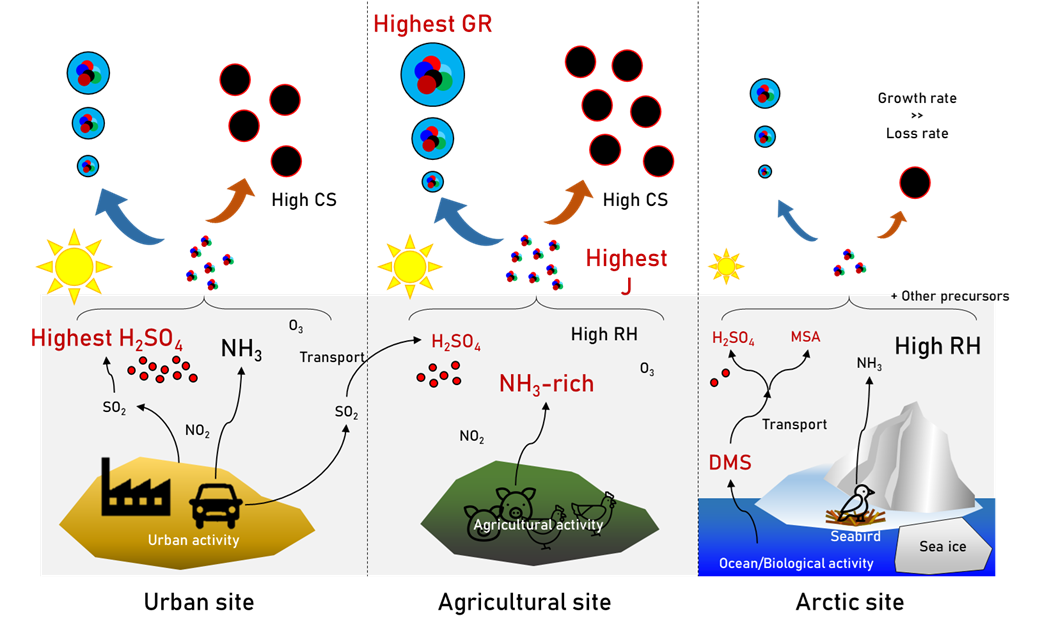 Highest GR
Growth rate
>>
Loss rate
High CS
High CS
Highest
J
+ Other precursors
Highest H₂SO₄
O₃
NH₃
Transport
SO₂
NO₂
SO₂
Urban activity
H₂SO₄
High RH
O₃
NH₃-rich
NO₂
Agricultural activity
H₂SO₄
MSA
High RH
NH₃
Transport
DMS
Seabird
Sea ice
Ocean/Biological activity
Urban site
Agricultural site
Arctic site